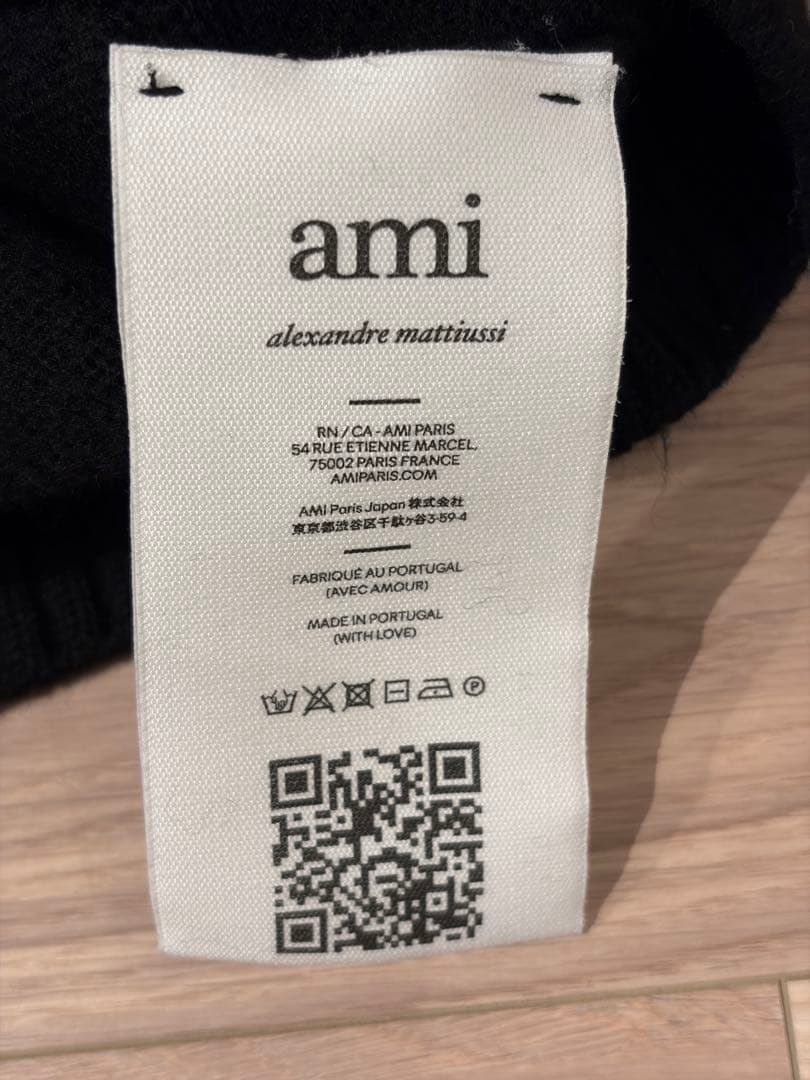 ami
alexandre mattiussi
RN / CA - AMI PARIS
54 RUE ETIENNE MARCEL,
75002 PARIS FRANCE
AMIPARIS.COM
AMI Paris Japan 株式会社
東京都渋谷区千駄ヶ谷3-59-4
FABRIQUÉ AU PORTUGAL
(AVEC AMOUR)
MADE IN PORTUGAL
(WITH LOVE)
P